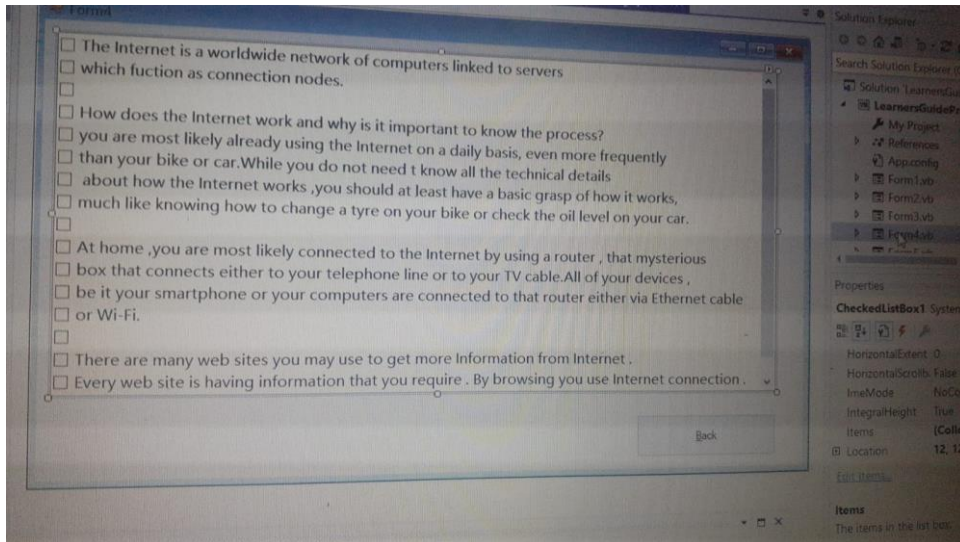 Form4
Solution Explorer
The Internet is a worldwide network of computers linked to servers
which fuction as connection nodes.
How does the Internet work and why is it important to know the process?
you are most likely already using the Internet on a daily basis, even more frequently
than your bike or car.While you do not need t know all the technical details
about how the Internet works ,you should at least have a basic grasp of how it works,
much like knowing how to change a tyre on your bike or check the oil level on your car.
At home ,you are most likely connected to the Internet by using a router , that mysterious
box that connects either to your telephone line or to your TV cable.All of your devices ,
be it your smartphone or your computers are connected to that router either via Ethernet cable
or Wi-Fi.
There are many web sites you may use to get more Information from Internet .
Every web site is having information that you require . By browsing you use Internet connection .
Back
Search Solution Explorer
Solution 'LearnersGui
LearnersGuideP
My Project
References
App.config
Form1.vb
Form2.vb
Form3.vb
Form4.vb
Properties
CheckedListBox1 System
HorizontalExtent 0
HorizontalScrollb False
ImeMode NoCo
IntegralHeight True
Items (Coll
Location 12, 12
Edit Items...
Items
The items in the list box.